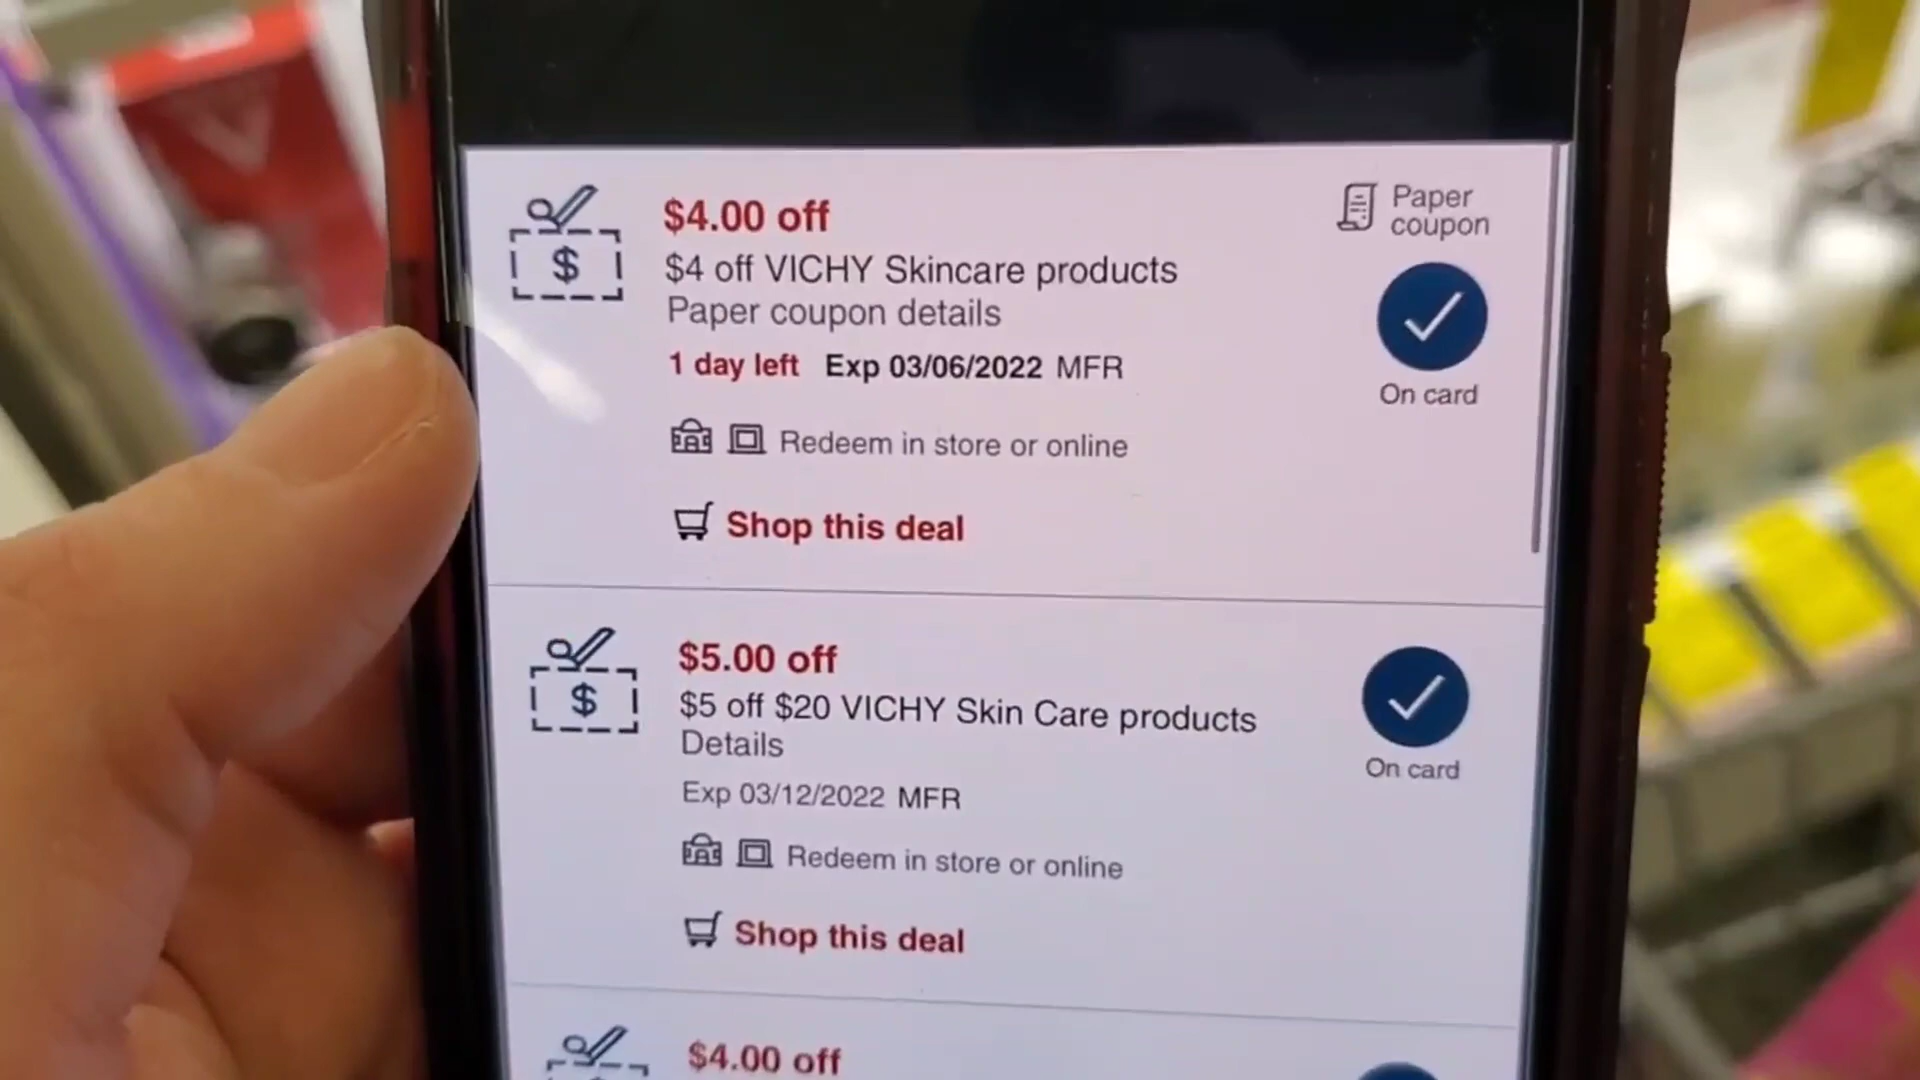 $4.00 off
Paper
coupon
$4 off VICHY Skincare products
Paper coupon details
1 day left Exp 03/06/2022 MFR
On card
Redeem in store or online
Shop this deal
$
$5.00 off
$5 off $20 VICHY Skin Care products
Details
$
On card
Exp 03/12/2022 MFR
Redeem in store or online
Shop this deal
$4.00 off